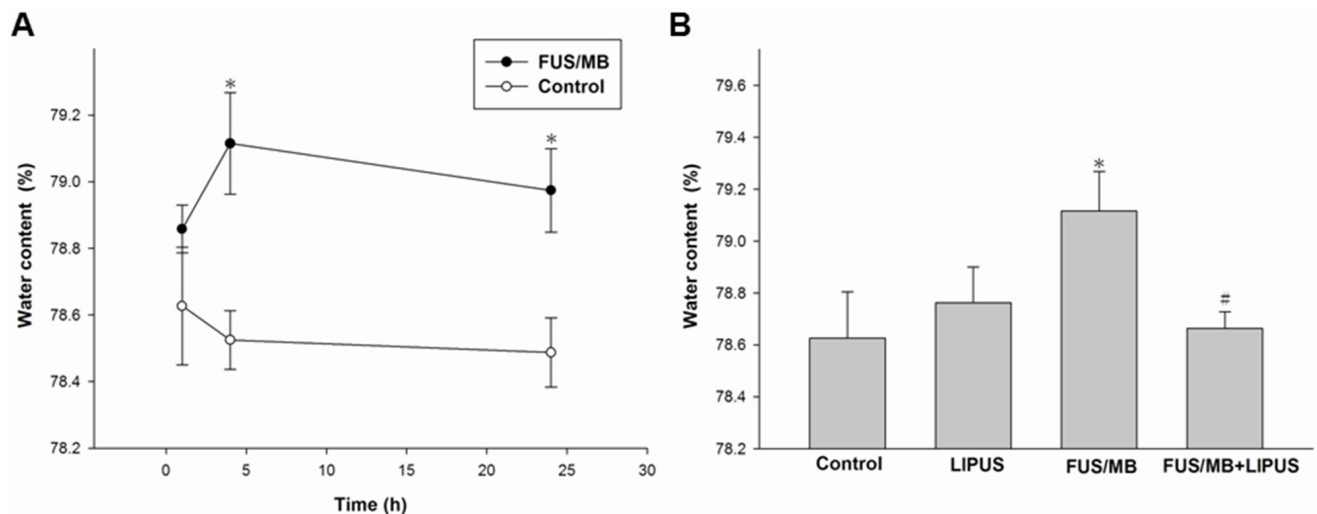 A
FUS/MB
Control
*
*
79.2
79.0
78.8
78.6
78.4
78.2
Water content (%)
0
5
10
15
20
25
30
Time (h)
B
79.6
79.4
79.2
79.0
78.8
78.6
78.4
78.2
Water content (%)
*
#
Control
LIPUS
FUS/MB
FUS/MB+LIPUS